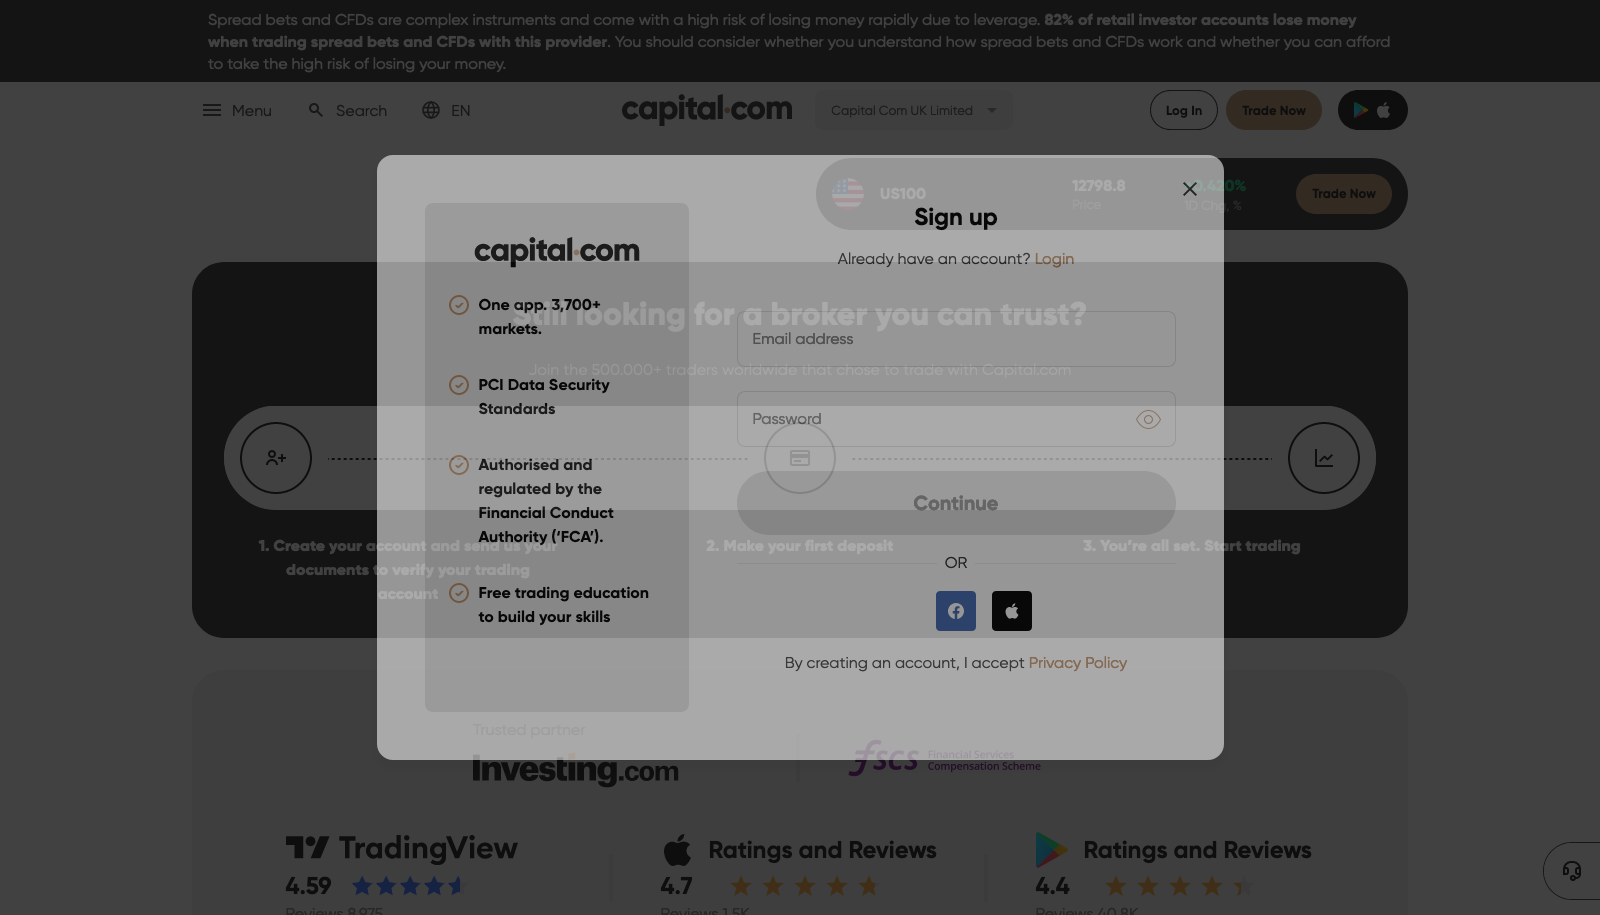 Spread bets and CFDs are complex instruments and come with a high risk of losing money rapidly due to leverage. 82% of retail investor accounts lose money
when trading spread bets and CFDs with this provider. You should consider whether you understand how spread bets and CFDs work and whether you can afford
to take the high risk of losing your money.
Menu
Search
EN
capital.com
Capital Com UK Limited
Log In
Trade Now
US100
12798.8
Price
1D Chg, %
Trade Now
Sign up
Already have an account? Login
capital.com
One app. 3,700+
markets.
PCI Data Security
Standards
Authorised and
regulated by the
Financial Conduct
Authority (‘FCA’).
Free trading education
to build your skills
Email address
Password
Continue
OR
By creating an account, I accept Privacy Policy
Still looking for a broker you can trust?
Join the 500.000+ traders worldwide that chose to trade with Capital.com
1. Create your account and send us your
documents to verify your trading
account
2. Make your first deposit
3. You’re all set. Start trading
Trusted partner
Investing.com
fscs
Financial Services
Compensation Scheme
TradingView
4.59
Reviews 8,975
Ratings and Reviews
4.7
Reviews 1.5K
Ratings and Reviews
4.4
Reviews 40.8K